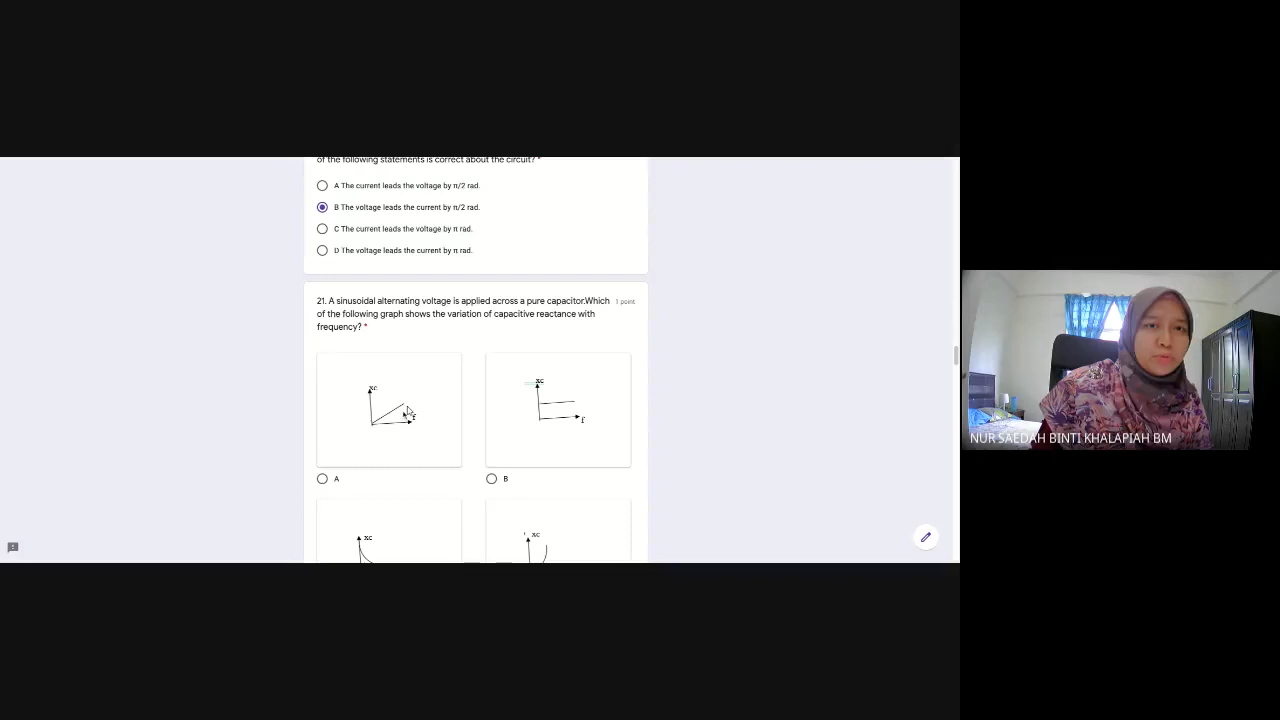 of the following statements is correct about the circuit? *
A The current leads the voltage by π/2 rad.
B The voltage leads the current by π/2 rad.
C The current leads the voltage by π rad.
D The voltage leads the current by π rad.
21. A sinusoidal alternating voltage is applied across a pure capacitor.Which 1 point
of the following graph shows the variation of capacitive reactance with
frequency? *
xc
f
xc
f
A
B
xc
xc
NUR SAEDAH BINTI KHALAPIAH BM